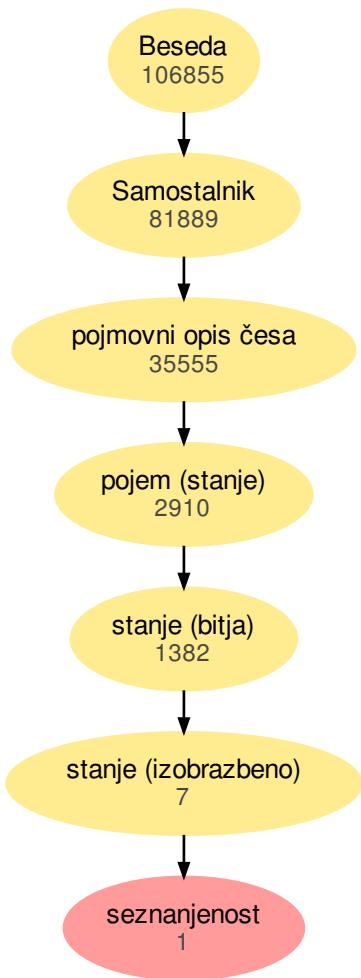 Beseda
106855
Samostalnik
81889
pojmovni opis česa
35555
pojem (stanje)
2910
stanje (bitja)
1382
stanje (izobrazbeno)
7
seznanjenost
1